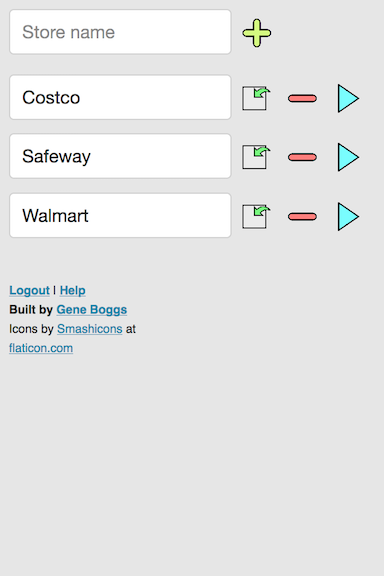 Store name
Costco
Safeway
Walmart
Logout | Help
Built by Gene Boggs
Icons by Smashicons at
flaticon.com